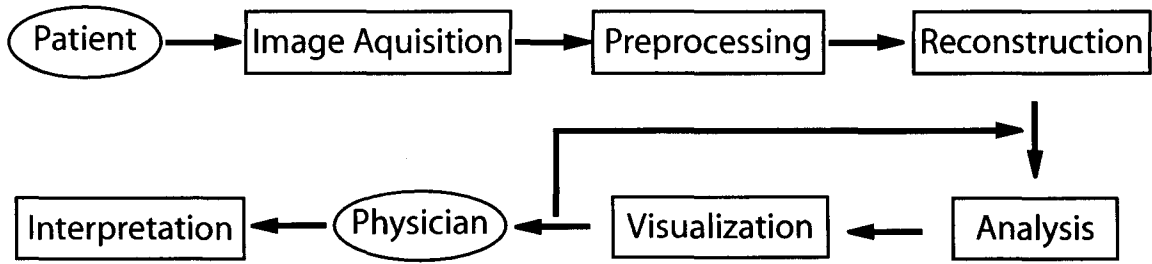 Patient
Image Aquisition
Preprocessing
Reconstruction
Interpretation
Physician
Visualization
Analysis